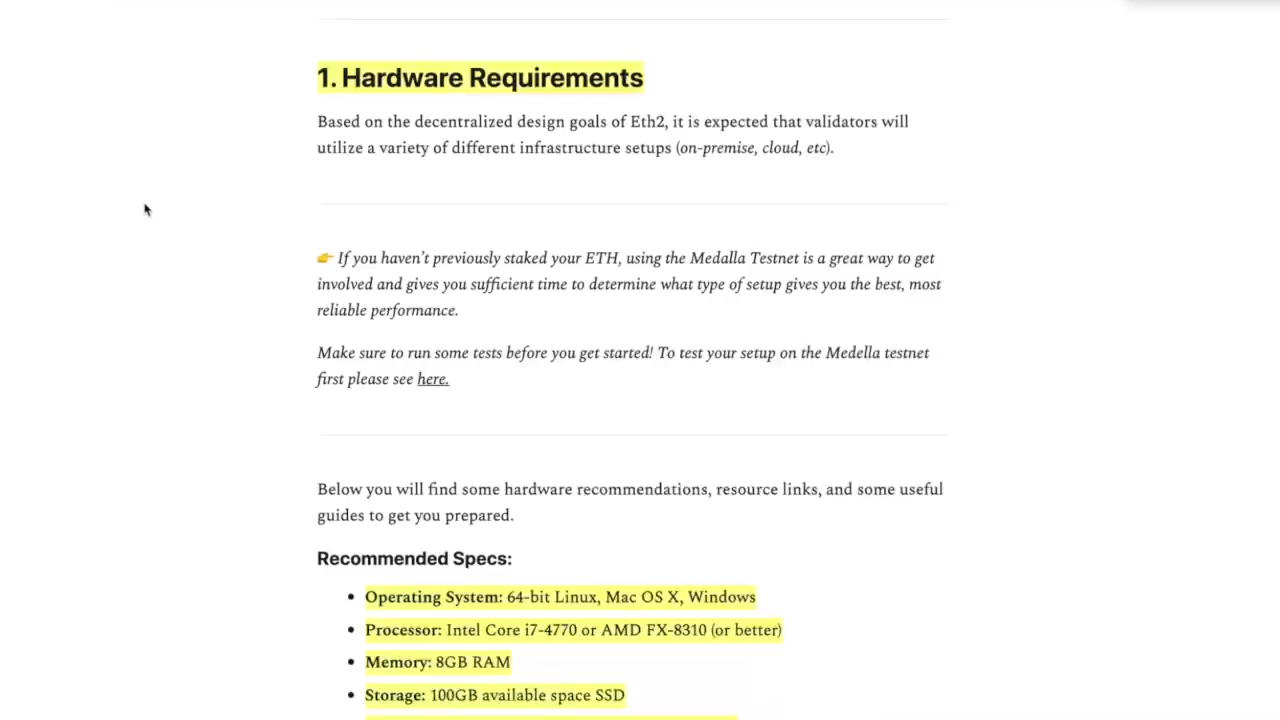 1. Hardware Requirements
Based on the decentralized design goals of Eth2, it is expected that validators will
utilize a variety of different infrastructure setups (on-premise, cloud, etc).
👉 If you haven’t previously staked your ETH, using the Medalla Testnet is a great way to get
involved and gives you sufficient time to determine what type of setup gives you the best, most
reliable performance.
Make sure to run some tests before you get started! To test your setup on the Medella testnet
first please see here.
Below you will find some hardware recommendations, resource links, and some useful
guides to get you prepared.
Recommended Specs:
• Operating System: 64-bit Linux, Mac OS X, Windows
• Processor: Intel Core i7-4770 or AMD FX-8310 (or better)
• Memory: 8GB RAM
• Storage: 100GB available space SSD